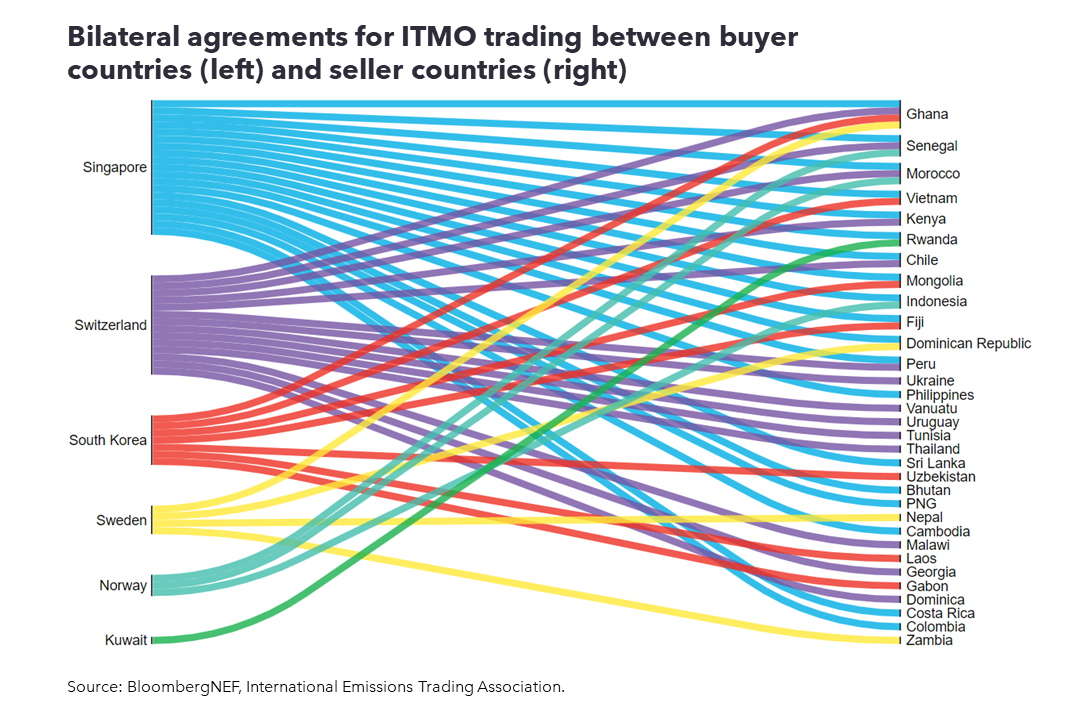 Bilateral agreements for ITMO trading between buyer
countries (left) and seller countries (right)
Singapore
Switzerland
South Korea
Sweden
Norway
Kuwait
Ghana
Senegal
Morocco
Vietnam
Kenya
Rwanda
Chile
Mongolia
Indonesia
Fiji
Dominican Republic
Peru
Ukraine
Philippines
Vanuatu
Uruguay
Tunisia
Thailand
Sri Lanka
Uzbekistan
Bhutan
PNG
Nepal
Cambodia
Malawi
Laos
Georgia
Gabon
Dominica
Costa Rica
Colombia
Zambia
Source: BloombergNEF, International Emissions Trading Association.